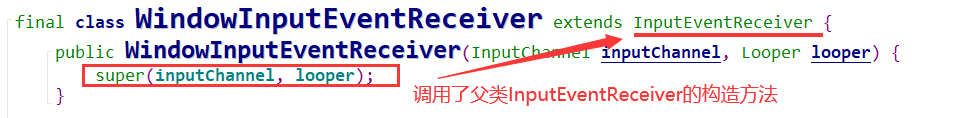 final class WindowInputEventReceiver extends InputEventReceiver {
public WindowInputEventReceiver(InputChannel inputChannel, Looper looper) {
super(inputChannel, looper);
调用了父类InputEventReceiver的构造方法
}